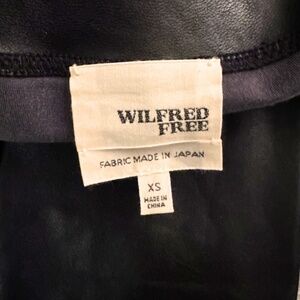 WILFRED
FREE
FABRIC MADE IN JAPAN
XS
MADE IN
CHINA